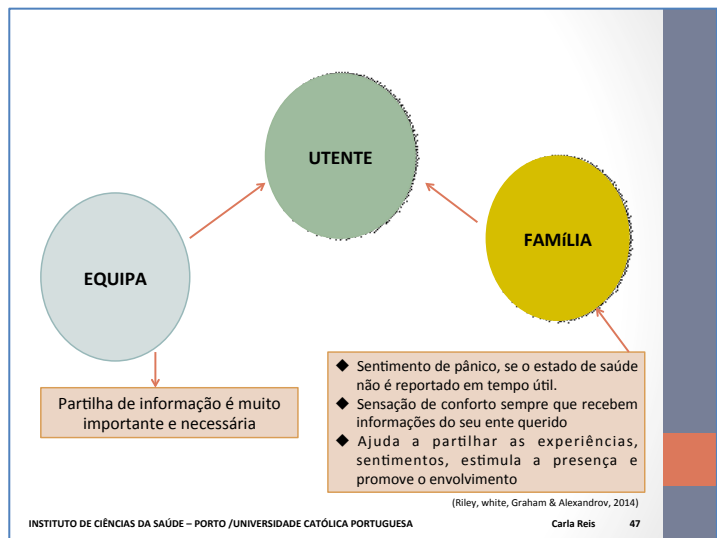 UTENTE
FAMíLIA
EQUIPA
Partilha de informação é muito
importante e necessária
◆ Sentimento de pânico, se o estado de saúde
não é reportado em tempo útil.
◆ Sensação de conforto sempre que recebem
informações do seu ente querido
◆ Ajuda a partilhar as experiências,
sentimentos, estimula a presença e
promove o envolvimento
(Riley, white, Graham & Alexandrov, 2014)
INSTITUTO DE CIÊNCIAS DA SAÚDE – PORTO /UNIVERSIDADE CATÓLICA PORTUGUESA Carla Reis 47